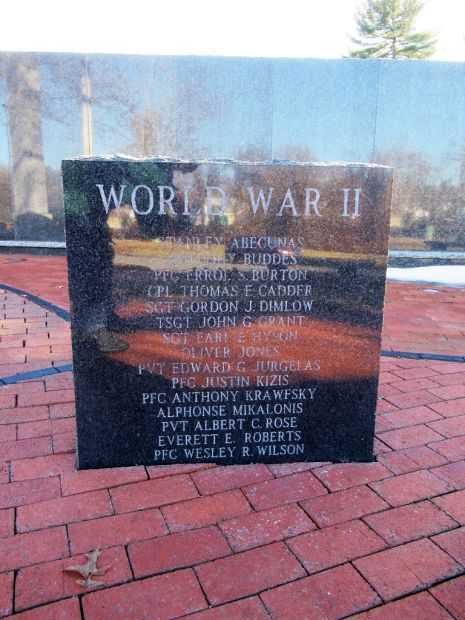 WORLD WAR II
STANLEY ABECUNAS
BUDDES
PFC ERROL S. BURTON
CPL THOMAS E CADDER
SGT GORDON J. DIMLOW
TSGT JOHN G. GRANT
SGT EARL E HYSON
OLIVER JONES
PVT EDWARD G JURGELAS
PFC JUSTIN KIZIS
PFC ANTHONY KRAWFSKY
ALPHONSE MIKALONIS
PVT ALBERT C. ROSE
EVERETT E. ROBERTS
PFC WESLEY R. WILSON